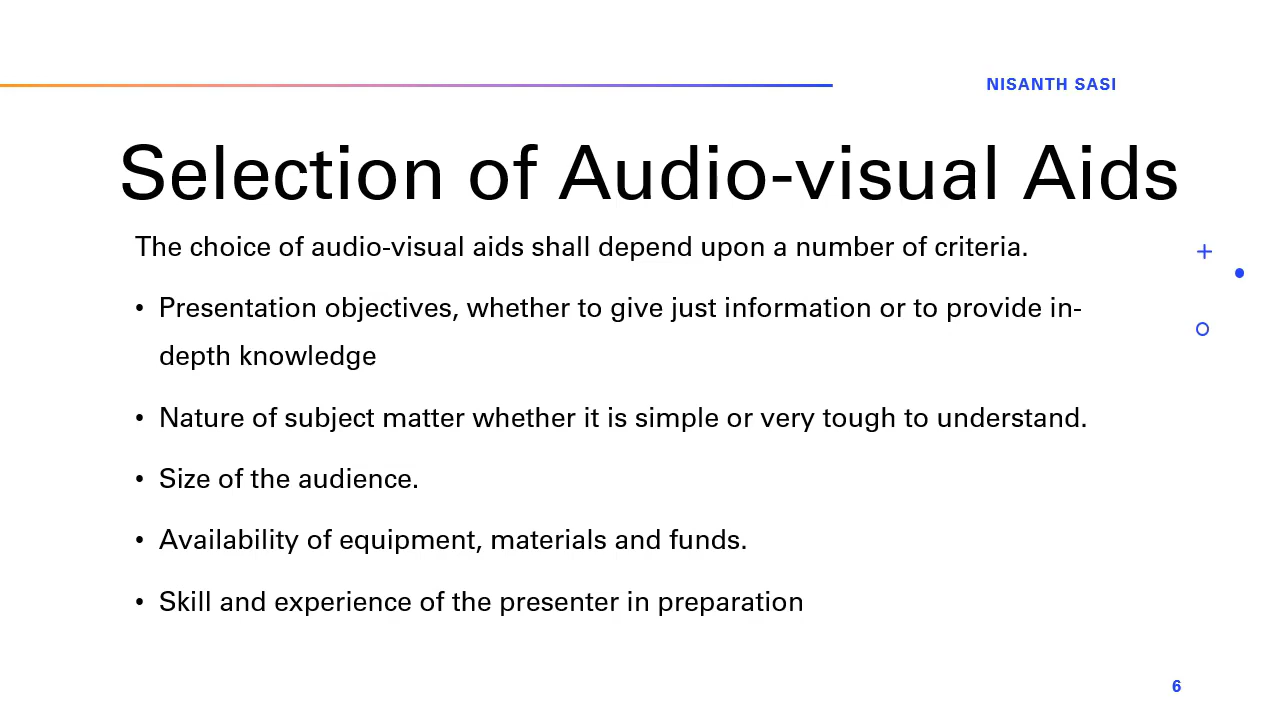 NISANTH SASI
Selection of Audio-visual Aids
The choice of audio-visual aids shall depend upon a number of criteria.
• Presentation objectives, whether to give just information or to provide in-
depth knowledge
• Nature of subject matter whether it is simple or very tough to understand.
• Size of the audience.
• Availability of equipment, materials and funds.
• Skill and experience of the presenter in preparation
6